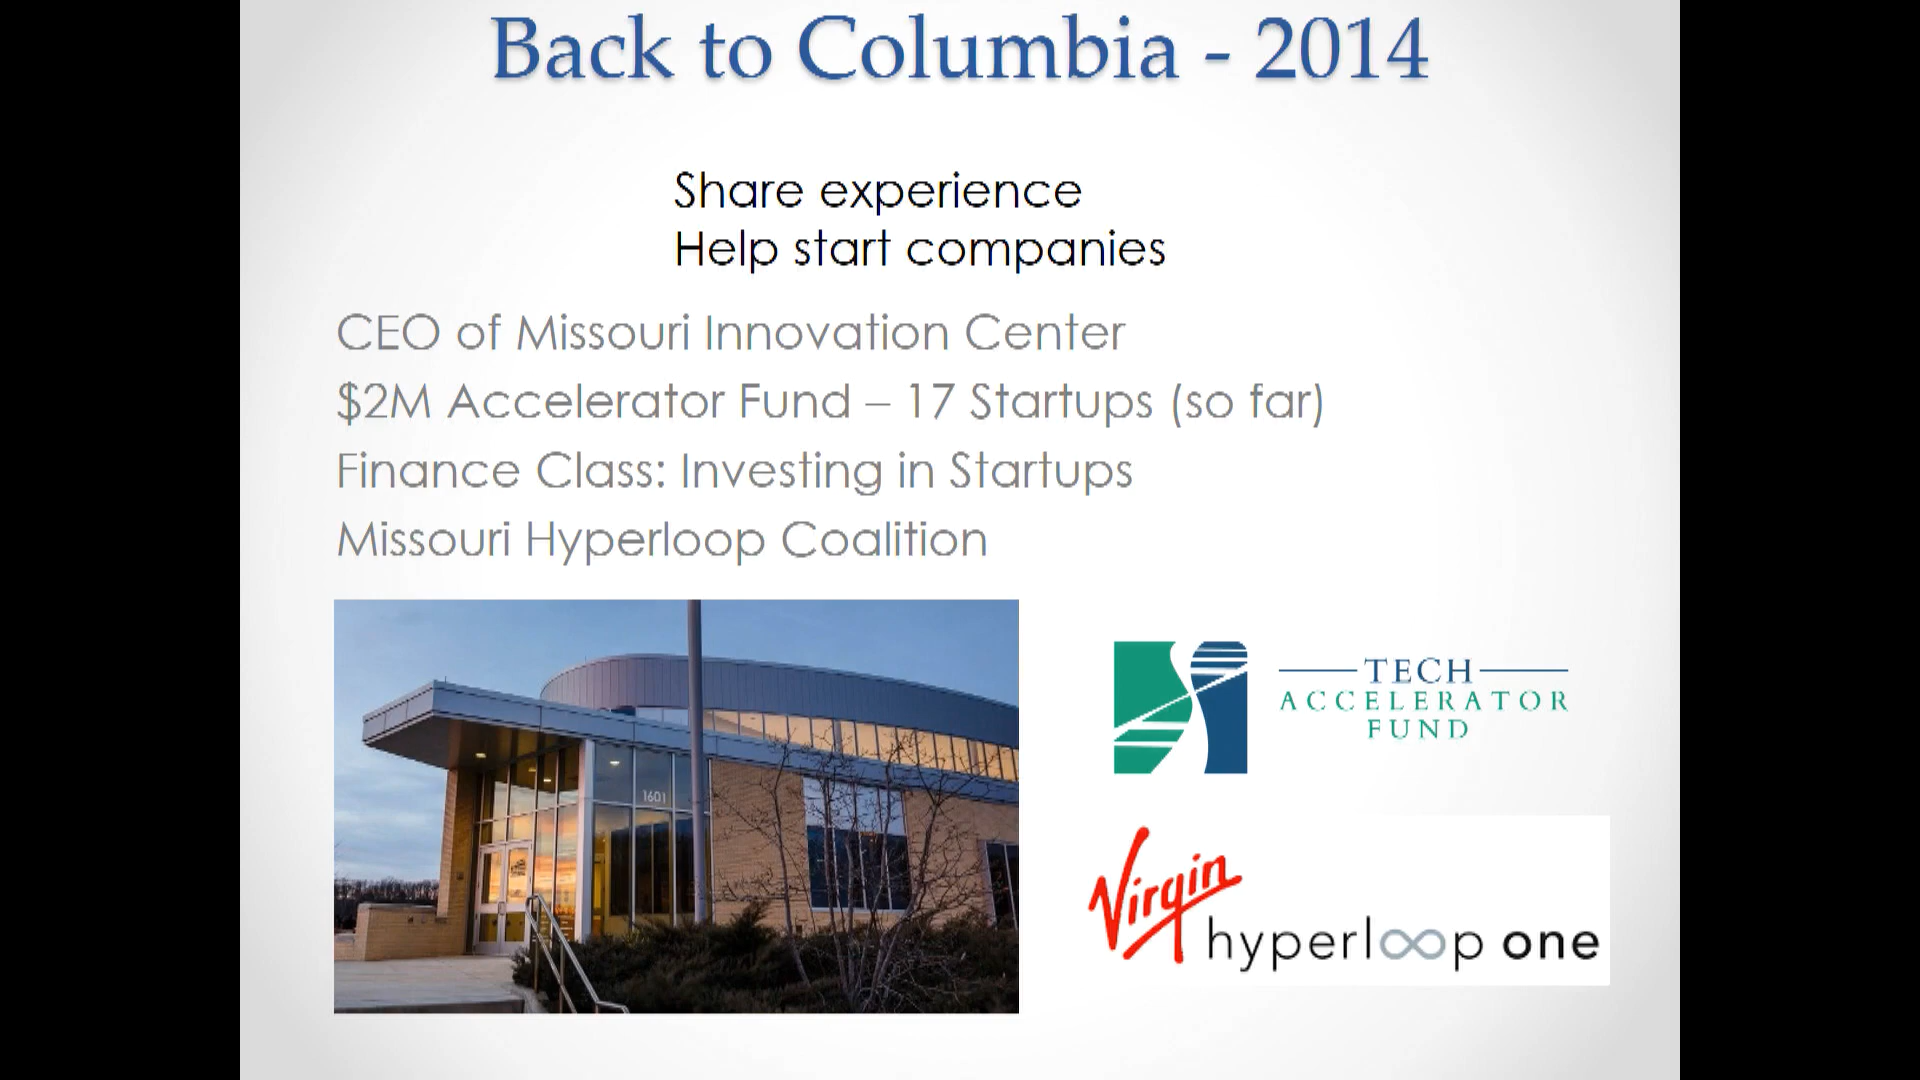 Back to Columbia - 2014
Share experience
Help start companies
CEO of Missouri Innovation Center
$2M Accelerator Fund – 17 Startups (so far)
Finance Class: Investing in Startups
Missouri Hyperloop Coalition
1601
TECH
ACCELERATOR
FUND
Virgin
hyperloop one